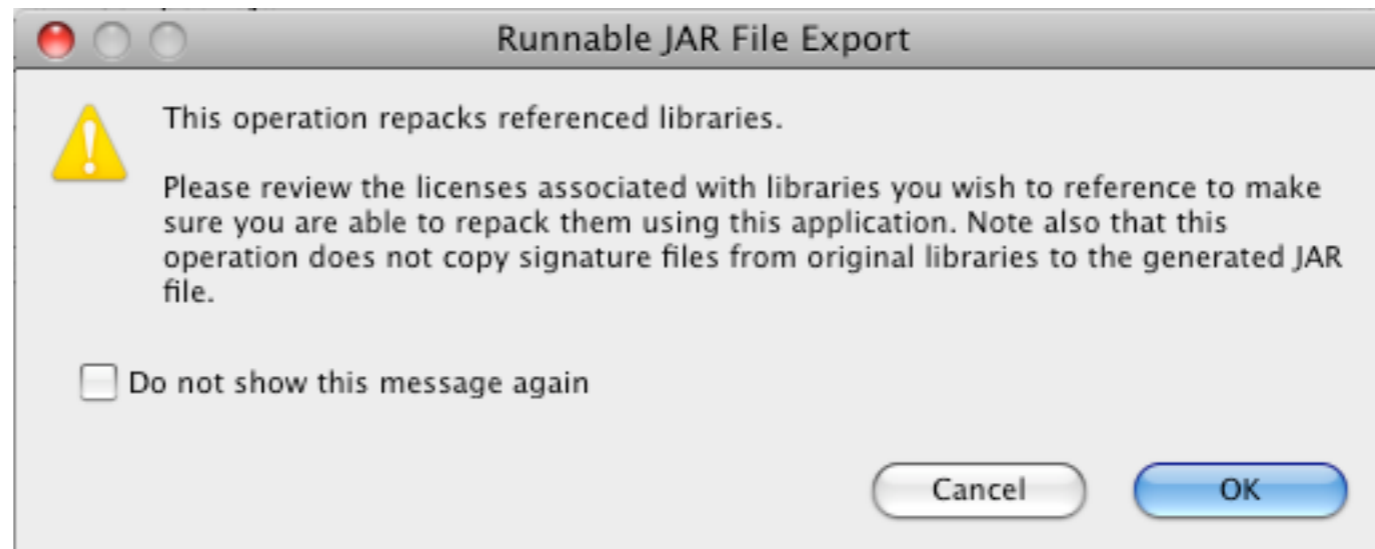 Runnable JAR File Export
This operation repacks referenced libraries.
Please review the licenses associated with libraries you wish to reference to make
sure you are able to repack them using this application. Note also that this
operation does not copy signature files from original libraries to the generated JAR
file.
Do not show this message again
Cancel
OK